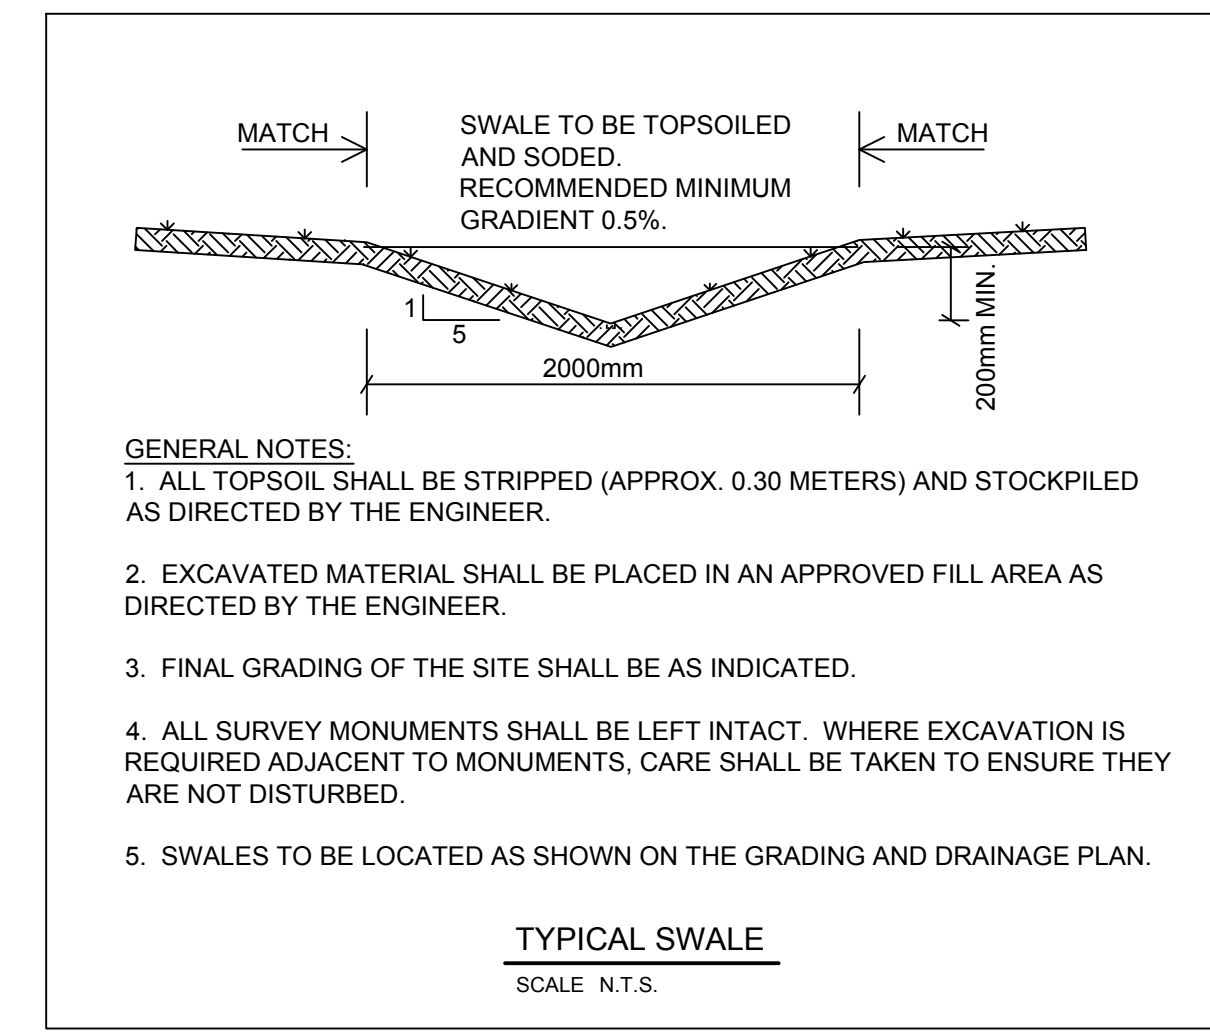 MATCH
SWALE TO BE TOPSOILED
AND SODED.
RECOMMENDED MINIMUM
GRADIENT 0.5%.
MATCH
1
5
2000mm
200mm MIN.
GENERAL NOTES:
1. ALL TOPSOIL SHALL BE STRIPPED (APPROX. 0.30 METERS) AND STOCKPILED
AS DIRECTED BY THE ENGINEER.
2. EXCAVATED MATERIAL SHALL BE PLACED IN AN APPROVED FILL AREA AS
DIRECTED BY THE ENGINEER.
3. FINAL GRADING OF THE SITE SHALL BE AS INDICATED.
4. ALL SURVEY MONUMENTS SHALL BE LEFT INTACT. WHERE EXCAVATION IS
REQUIRED ADJACENT TO MONUMENTS, CARE SHALL BE TAKEN TO ENSURE THEY
ARE NOT DISTURBED.
5. SWALES TO BE LOCATED AS SHOWN ON THE GRADING AND DRAINAGE PLAN.
TYPICAL SWALE
SCALE N.T.S.